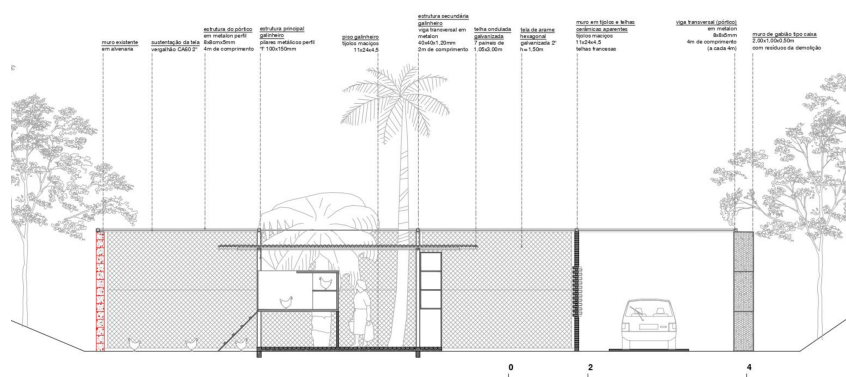 muro existente
em alvenaria
sustentação da tela
vergalhão CA60 2"
estrutura do pórtico
em metalon perfil
8x8cmx5mm
4m de comprimento
estrutura principal
galinheiro
pilares metálicos perfil
'I' 100x150mm
piso galinheiro
tijolos maciços
11x24x4,5
estrutura secundária
galinheiro
viga transversal em
metalon
40x40x1,20mm
2m de comprimento
telha ondulada
galvanizada
7 painéis de
1,05x3,00m
tela de arame
hexagonal
galvanizada 2"
h=1,50m
muro em tijolos e telhas
cerâmicas aparentes
tijolos maciços
11x24x4,5
telhas francesas
viga transversal (pórtico)
em metalon
8x8x5mm
4m de comprimento
(a cada 4m)
muro de gabião tipo caixa
2,00x1,00x0,50m
com resíduos da demolição
0 2 4